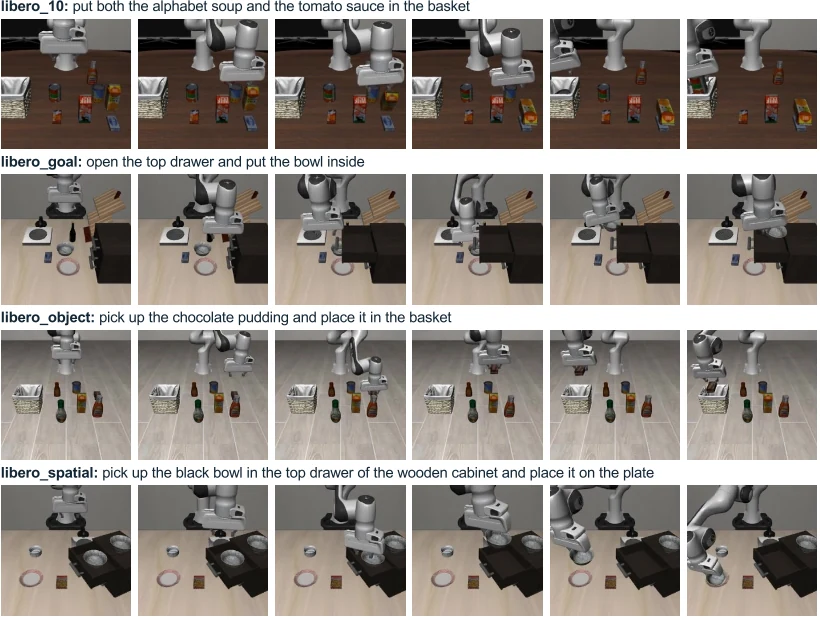 libero_10: put both the alphabet soup and the tomato sauce in the basket
libero_goal: open the top drawer and put the bowl inside
libero_object: pick up the chocolate pudding and place it in the basket
libero_spatial: pick up the black bowl in the top drawer of the wooden cabinet and place it on the plate